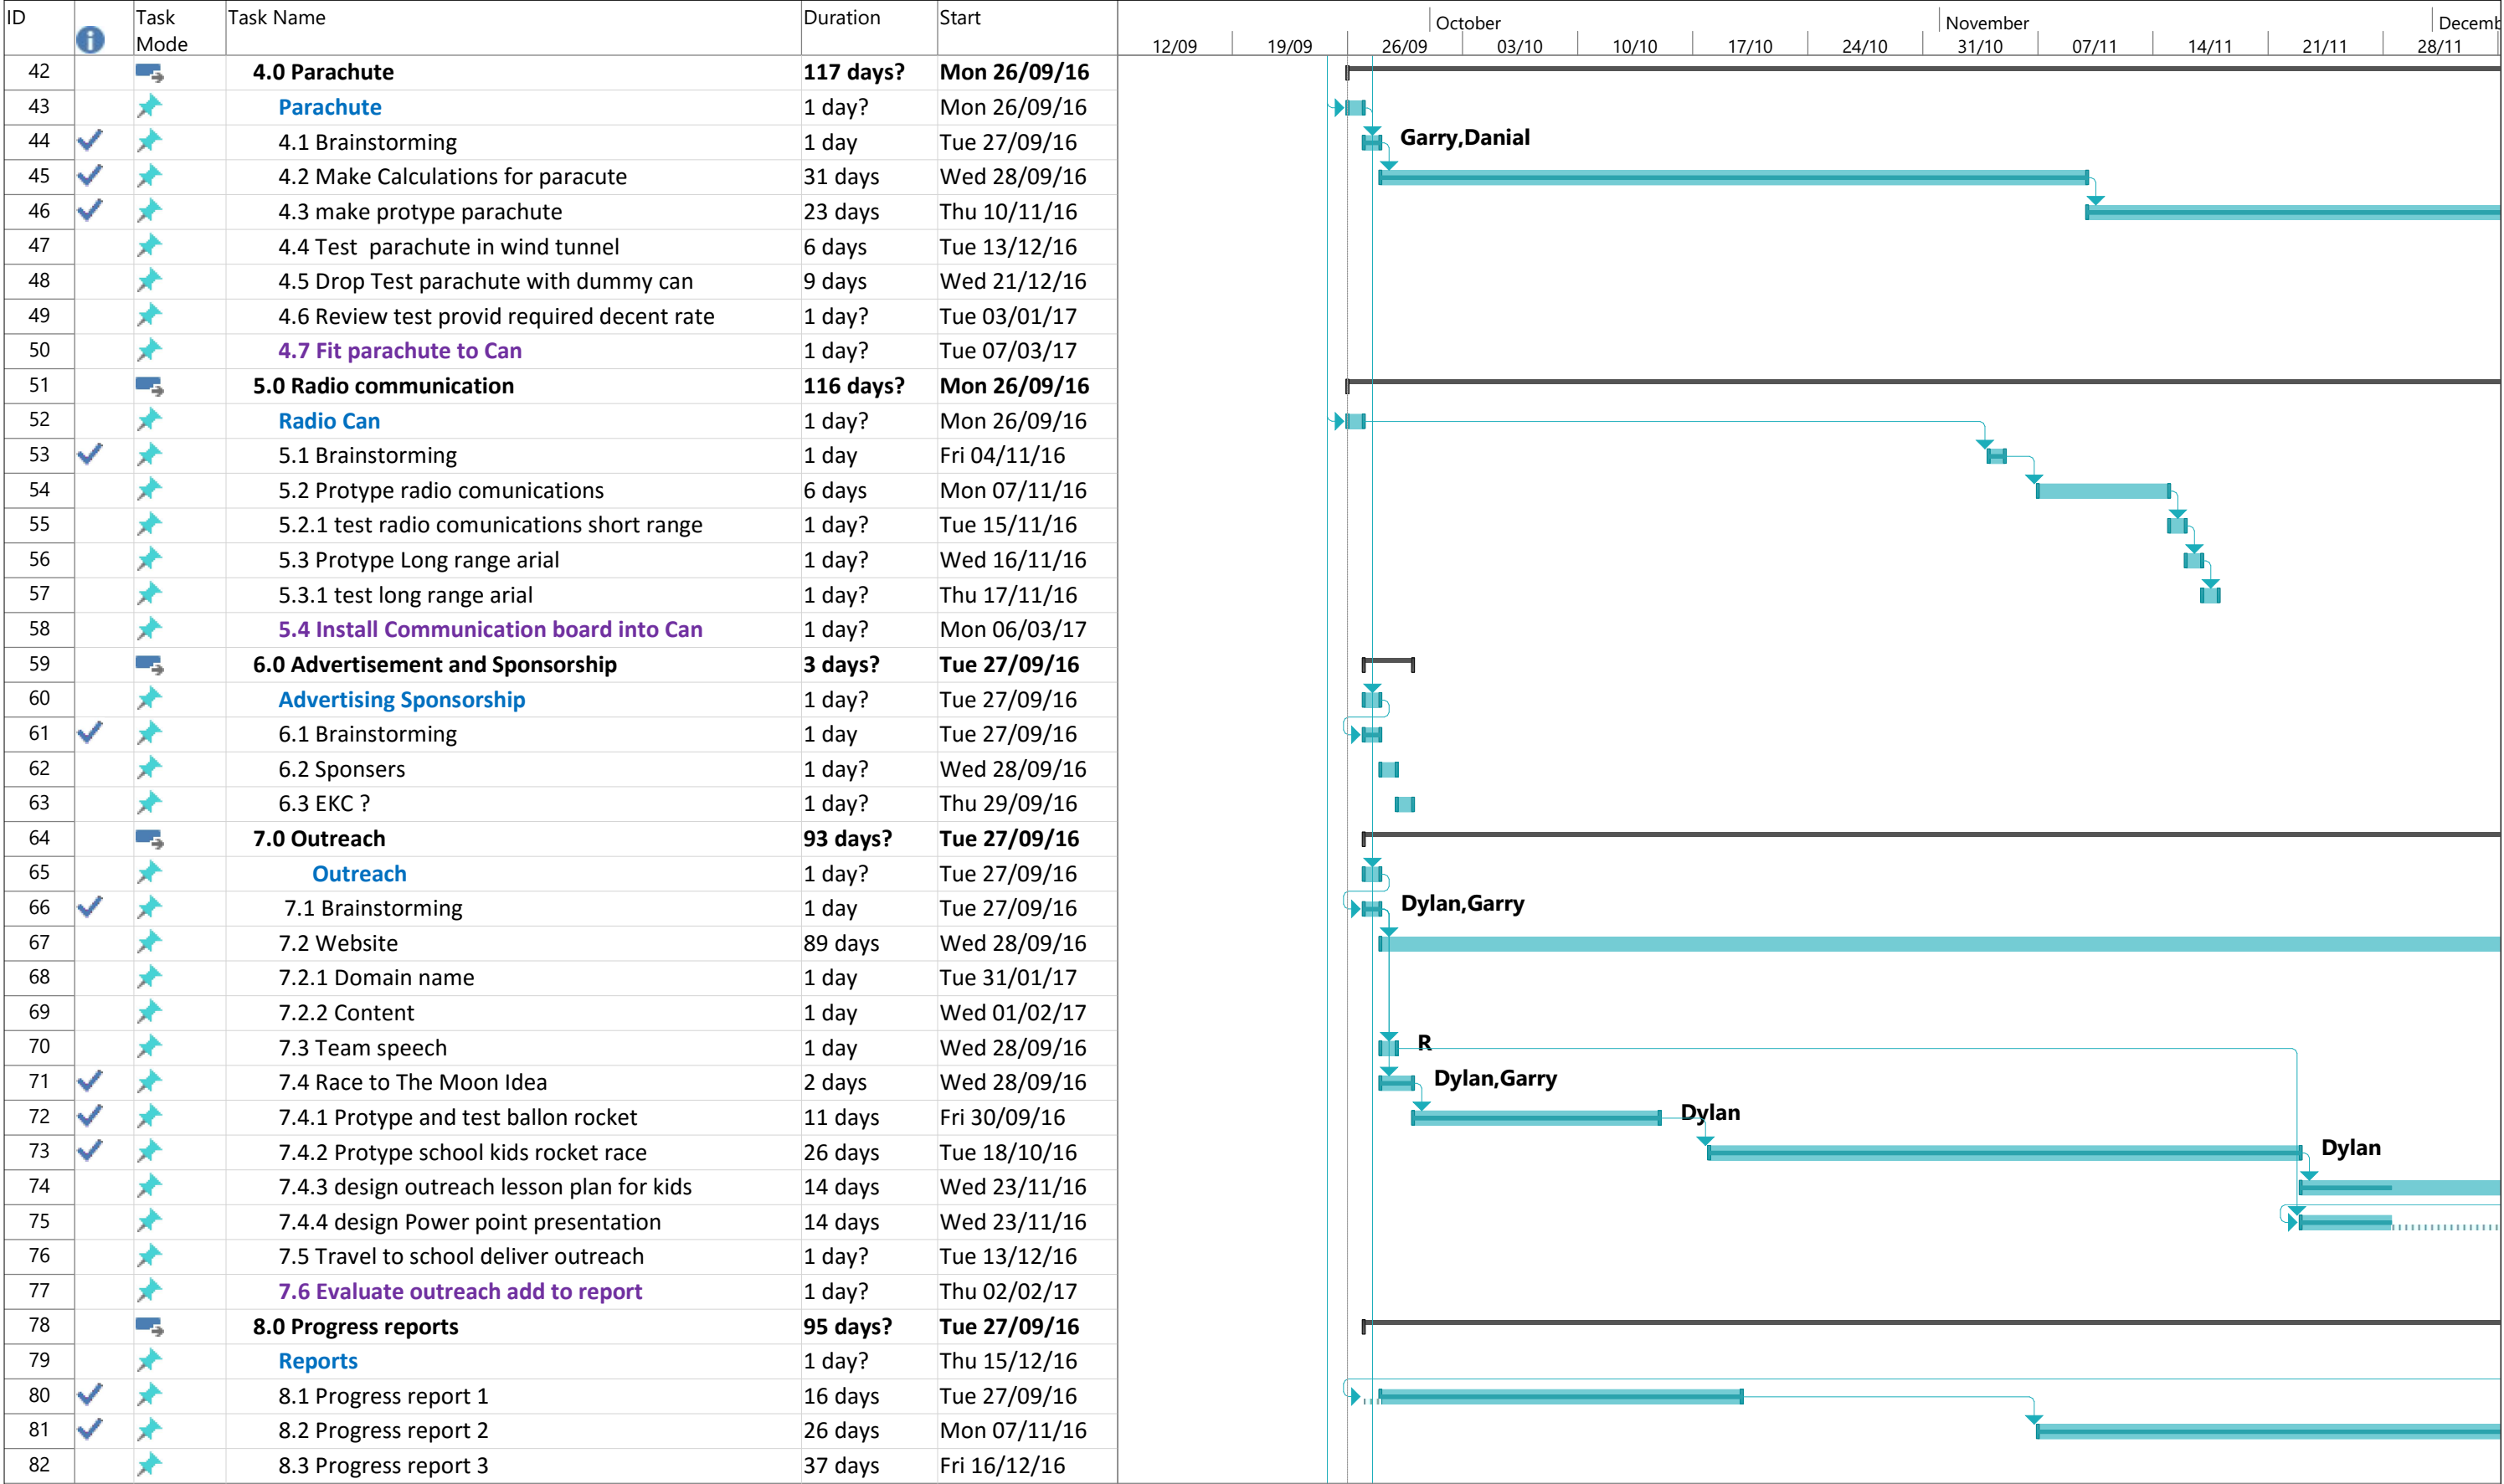 ID Task Mode Task Name Duration Start
October November Decemb
12/09 19/09 26/09 03/10 10/10 17/10 24/10 31/10 07/11 14/11 21/11 28/11
42 4.0 Parachute 117 days? Mon 26/09/16
43 Parachute 1 day? Mon 26/09/16
44 4.1 Brainstorming 1 day Tue 27/09/16 Garry,Danial
45 4.2 Make Calculations for paracute 31 days Wed 28/09/16
46 4.3 make protype parachute 23 days Thu 10/11/16
47 4.4 Test parachute in wind tunnel 6 days Tue 13/12/16
48 4.5 Drop Test parachute with dummy can 9 days Wed 21/12/16
49 4.6 Review test provid required decent rate 1 day? Tue 03/01/17
50 4.7 Fit parachute to Can 1 day? Tue 07/03/17
51 5.0 Radio communication 116 days? Mon 26/09/16
52 Radio Can 1 day? Mon 26/09/16
53 5.1 Brainstorming 1 day Fri 04/11/16
54 5.2 Protype radio comunications 6 days Mon 07/11/16
55 5.2.1 test radio comunications short range 1 day? Tue 15/11/16
56 5.3 Protype Long range arial 1 day? Wed 16/11/16
57 5.3.1 test long range arial 1 day? Thu 17/11/16
58 5.4 Install Communication board into Can 1 day? Mon 06/03/17
59 6.0 Advertisement and Sponsorship 3 days? Tue 27/09/16
60 Advertising Sponsorship 1 day? Tue 27/09/16
61 6.1 Brainstorming 1 day Tue 27/09/16
62 6.2 Sponsers 1 day? Wed 28/09/16
63 6.3 EKC ? 1 day? Thu 29/09/16
64 7.0 Outreach 93 days? Tue 27/09/16
65 Outreach 1 day? Tue 27/09/16
66 7.1 Brainstorming 1 day Tue 27/09/16 Dylan,Garry
67 7.2 Website 89 days Wed 28/09/16
68 7.2.1 Domain name 1 day Tue 31/01/17
69 7.2.2 Content 1 day Wed 01/02/17
70 7.3 Team speech 1 day Wed 28/09/16 R
71 7.4 Race to The Moon Idea 2 days Wed 28/09/16 Dylan,Garry
72 7.4.1 Protype and test ballon rocket 11 days Fri 30/09/16 Dylan
73 7.4.2 Protype school kids rocket race 26 days Tue 18/10/16 Dylan
74 7.4.3 design outreach lesson plan for kids 14 days Wed 23/11/16
75 7.4.4 design Power point presentation 14 days Wed 23/11/16
76 7.5 Travel to school deliver outreach 1 day? Tue 13/12/16
77 7.6 Evaluate outreach add to report 1 day? Thu 02/02/17
78 8.0 Progress reports 95 days? Tue 27/09/16
79 Reports 1 day? Thu 15/12/16
80 8.1 Progress report 1 16 days Tue 27/09/16
81 8.2 Progress report 2 26 days Mon 07/11/16
82 8.3 Progress report 3 37 days Fri 16/12/16